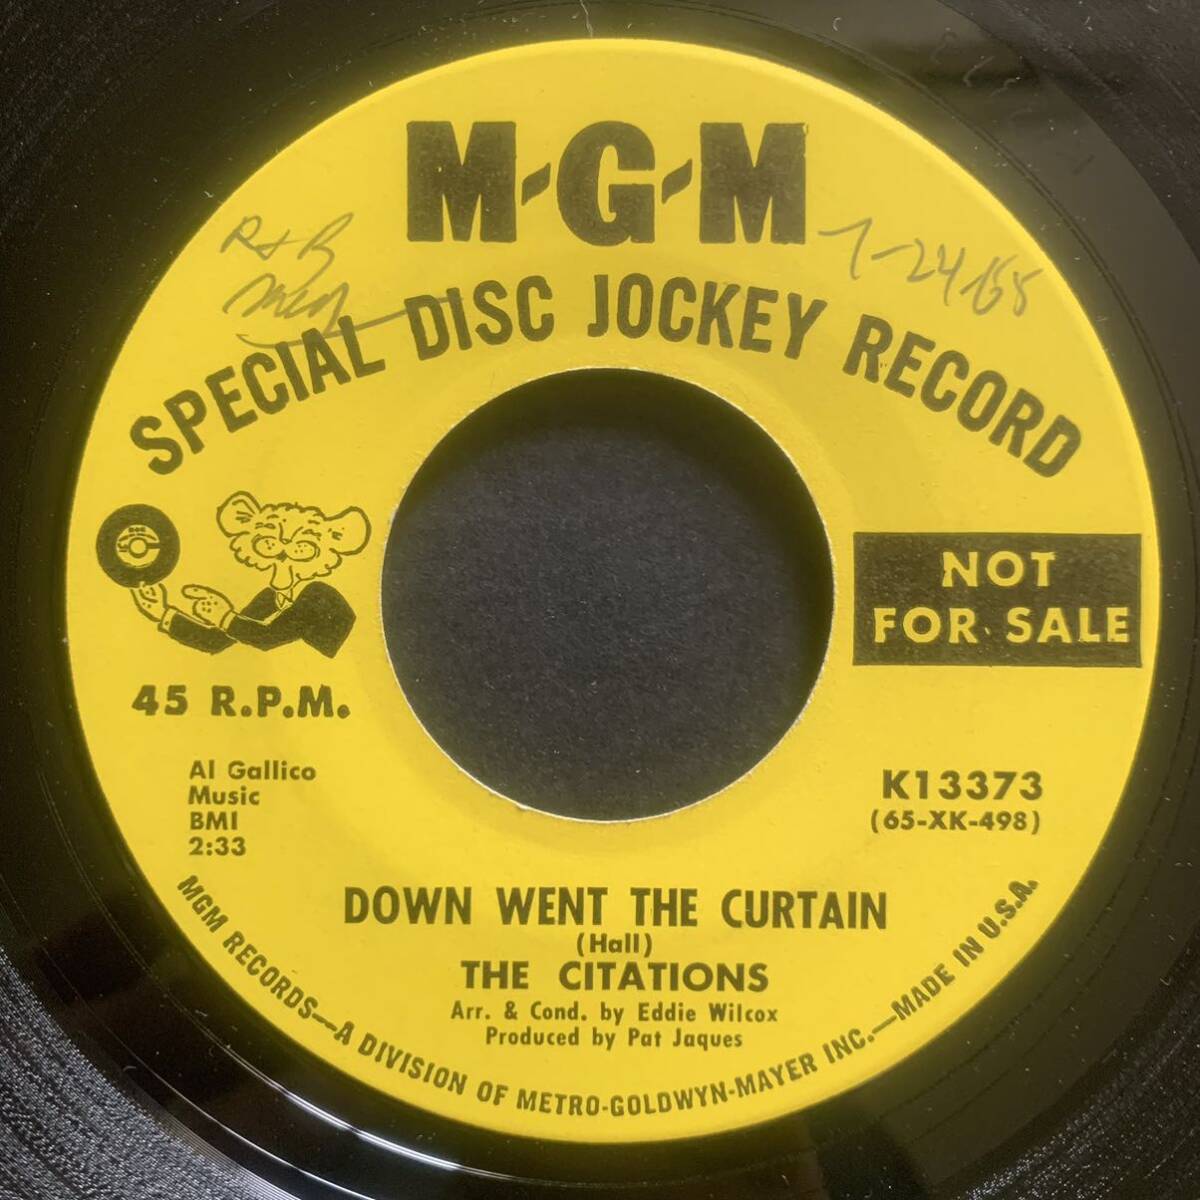 M-G-M
R+B
7-24-65
SPECIAL DISC JOCKEY RECORD
NOT
FOR SALE
45 R.P.M.
Al Gallico
Music
BMI
2:33
K13373
(65-XK-498)
DOWN WENT THE CURTAIN
(Hall)
THE CITATIONS
Arr. & Cond. by Eddie Wilcox
Produced by Pat Jaques
MGM RECORDS—A DIVISION OF METRO-GOLDWYN-MAYER INC.—MADE IN U.S.A.